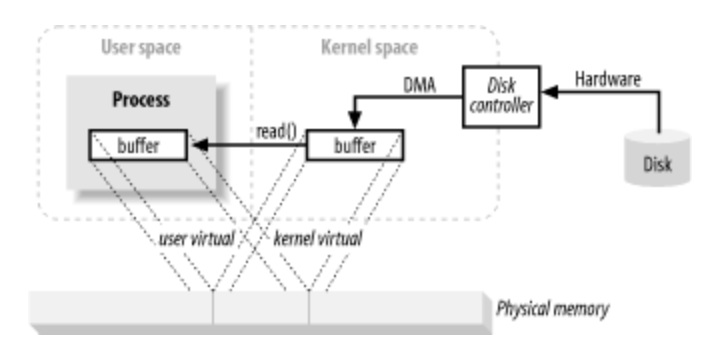 User space
Kernel space
Process
buffer
read()
buffer
DMA
Disk
controller
Hardware
Disk
user virtual
kernel virtual
Physical memory